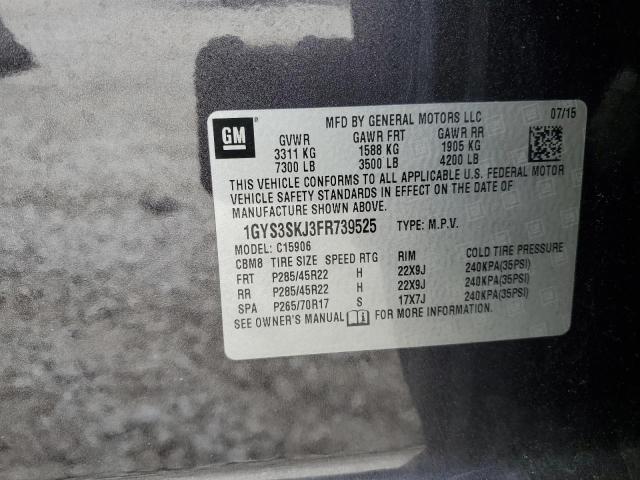 GM
MFD BY GENERAL MOTORS LLC 07/15
GVWR GAWR FRT GAWR RR
3311 KG 1588 KG 1905 KG
7300 LB 3500 LB 4200 LB
THIS VEHICLE CONFORMS TO ALL APPLICABLE U.S. FEDERAL MOTOR
VEHICLE SAFETY STANDARDS IN EFFECT ON THE DATE OF
MANUFACTURE SHOWN ABOVE.
1GYS3SKJ3FR739525 TYPE: M.P.V.
MODEL: C15906
CBM8 TIRE SIZE SPEED RTG RIM COLD TIRE PRESSURE
FRT P285/45R22 H 22X9J 240KPA(35PSI)
RR P285/45R22 H 22X9J 240KPA(35PSI)
SPA P265/70R17 S 17X7J 240KPA(35PSI)
SEE OWNER'S MANUAL FOR MORE INFORMATION.